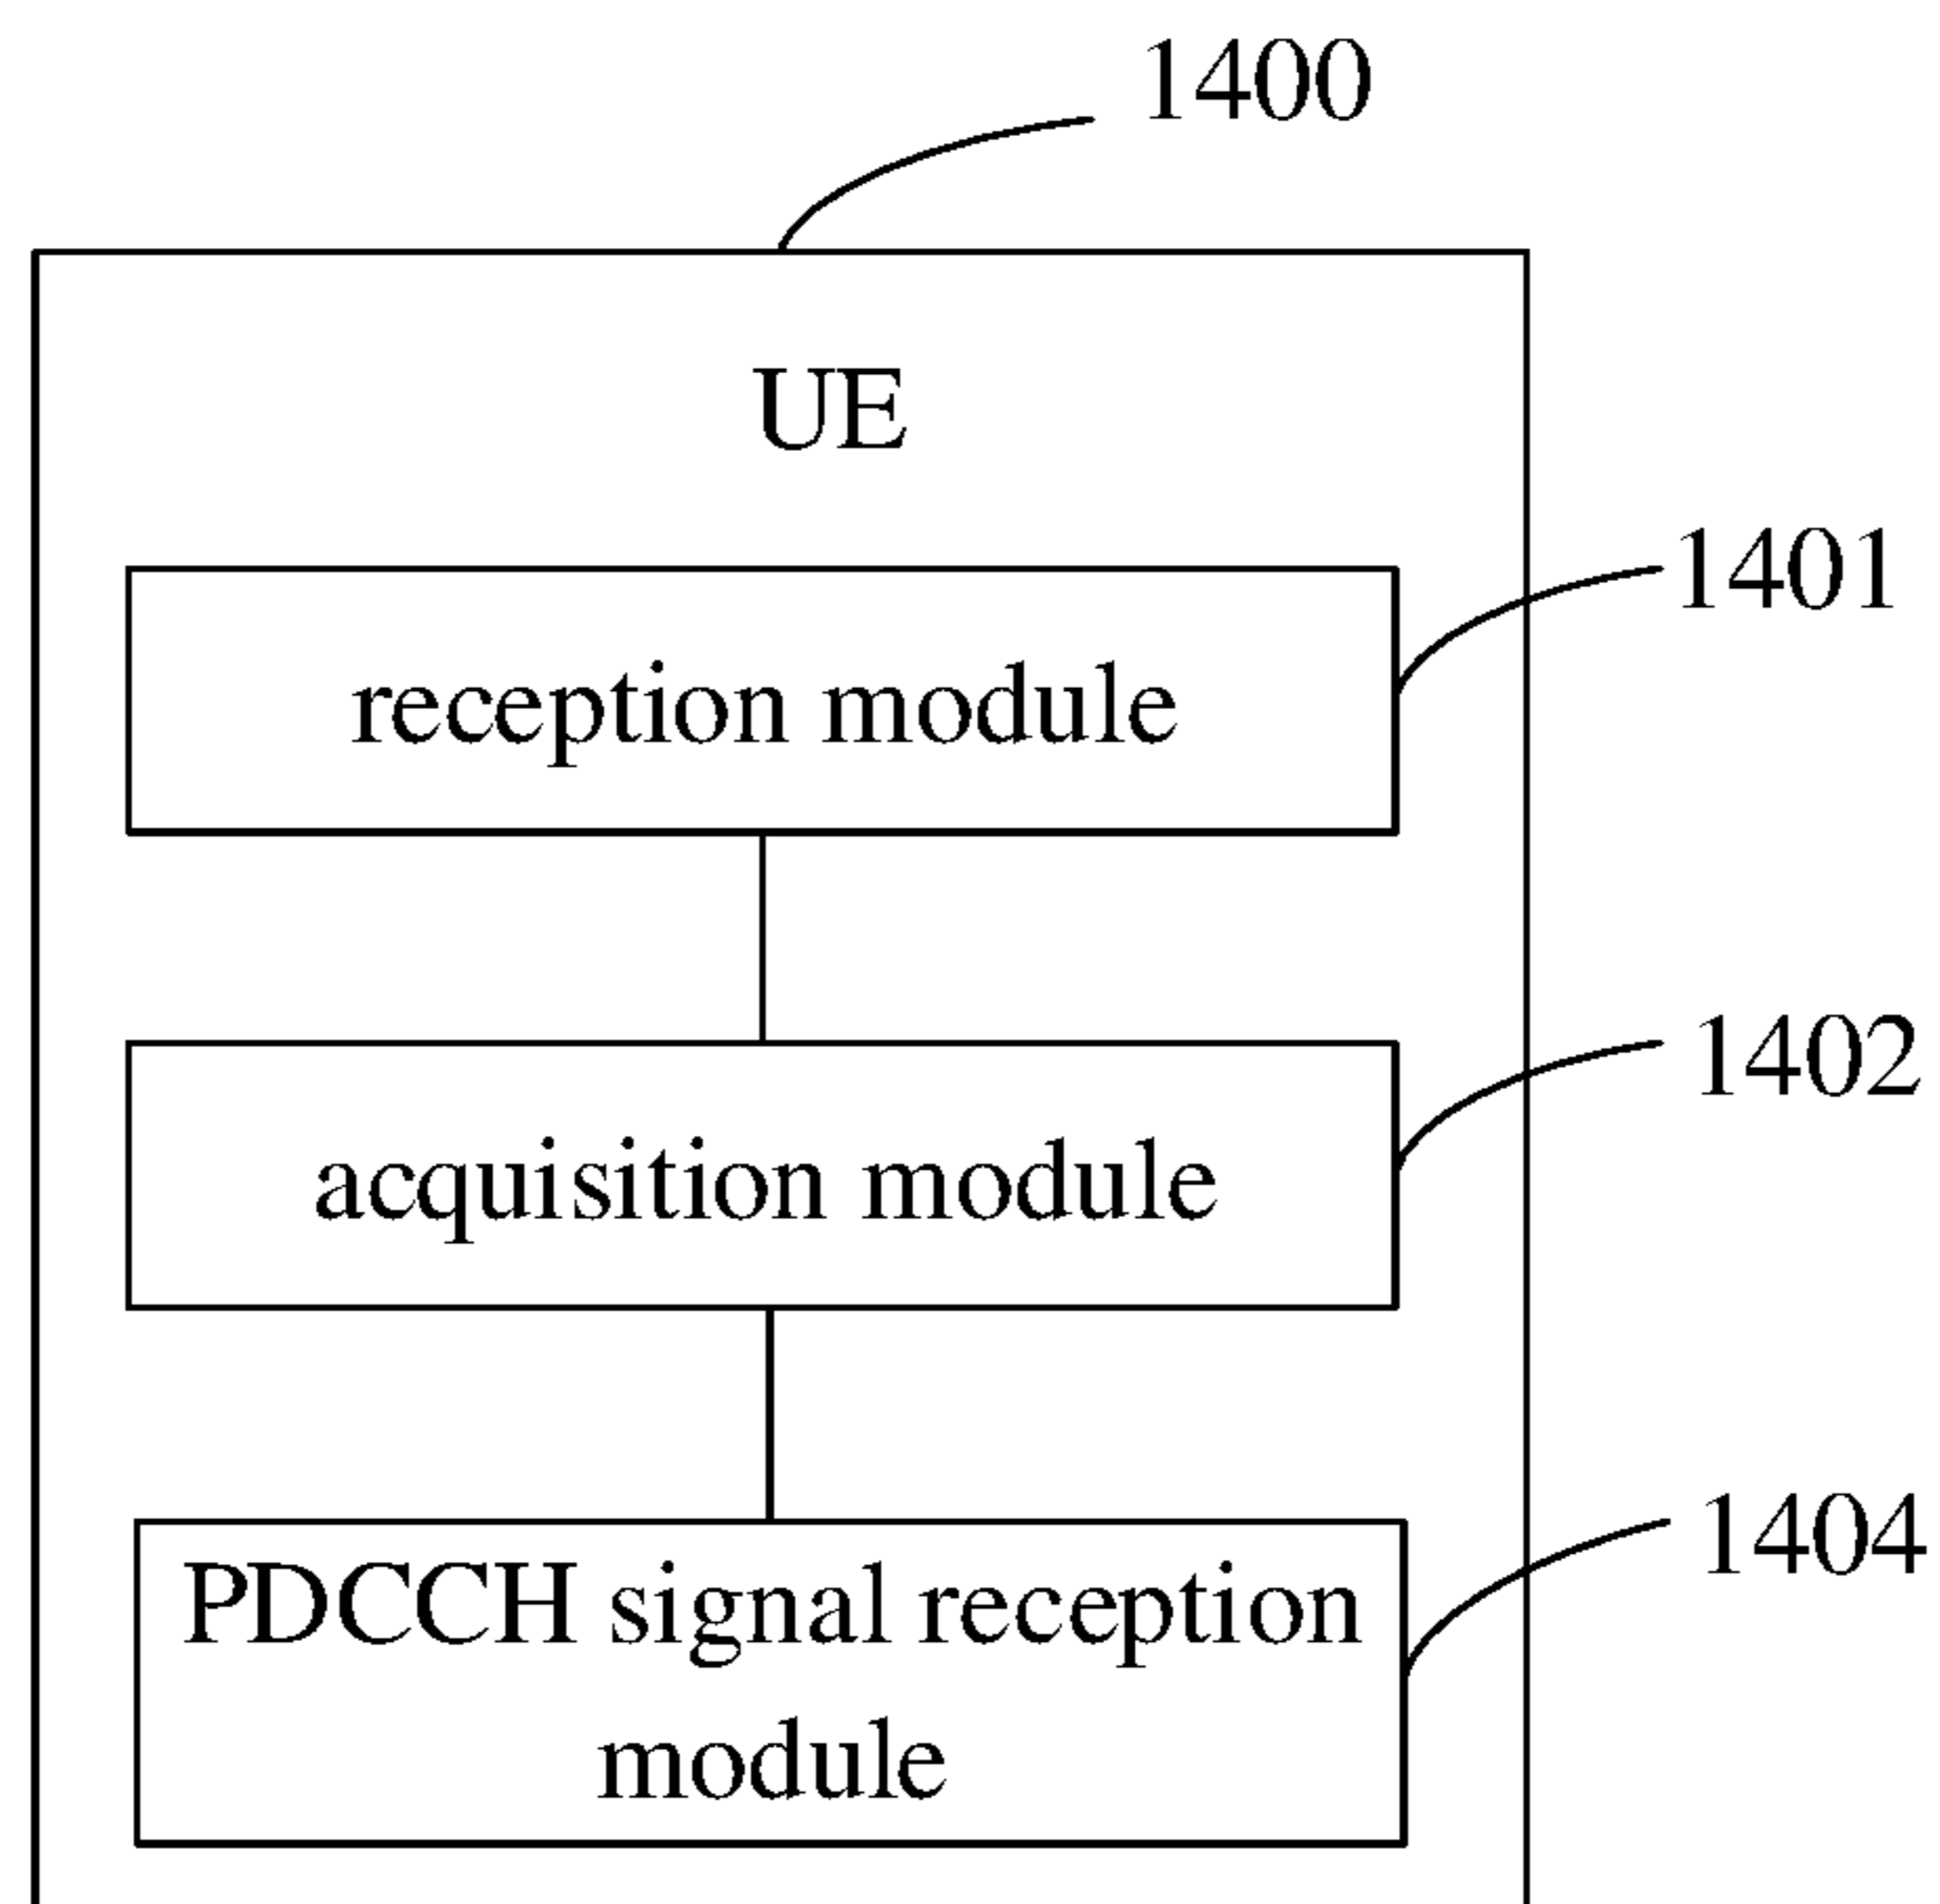 1400
UE
1401
reception module
1402
acquisition module
1404
PDCCH signal reception
module